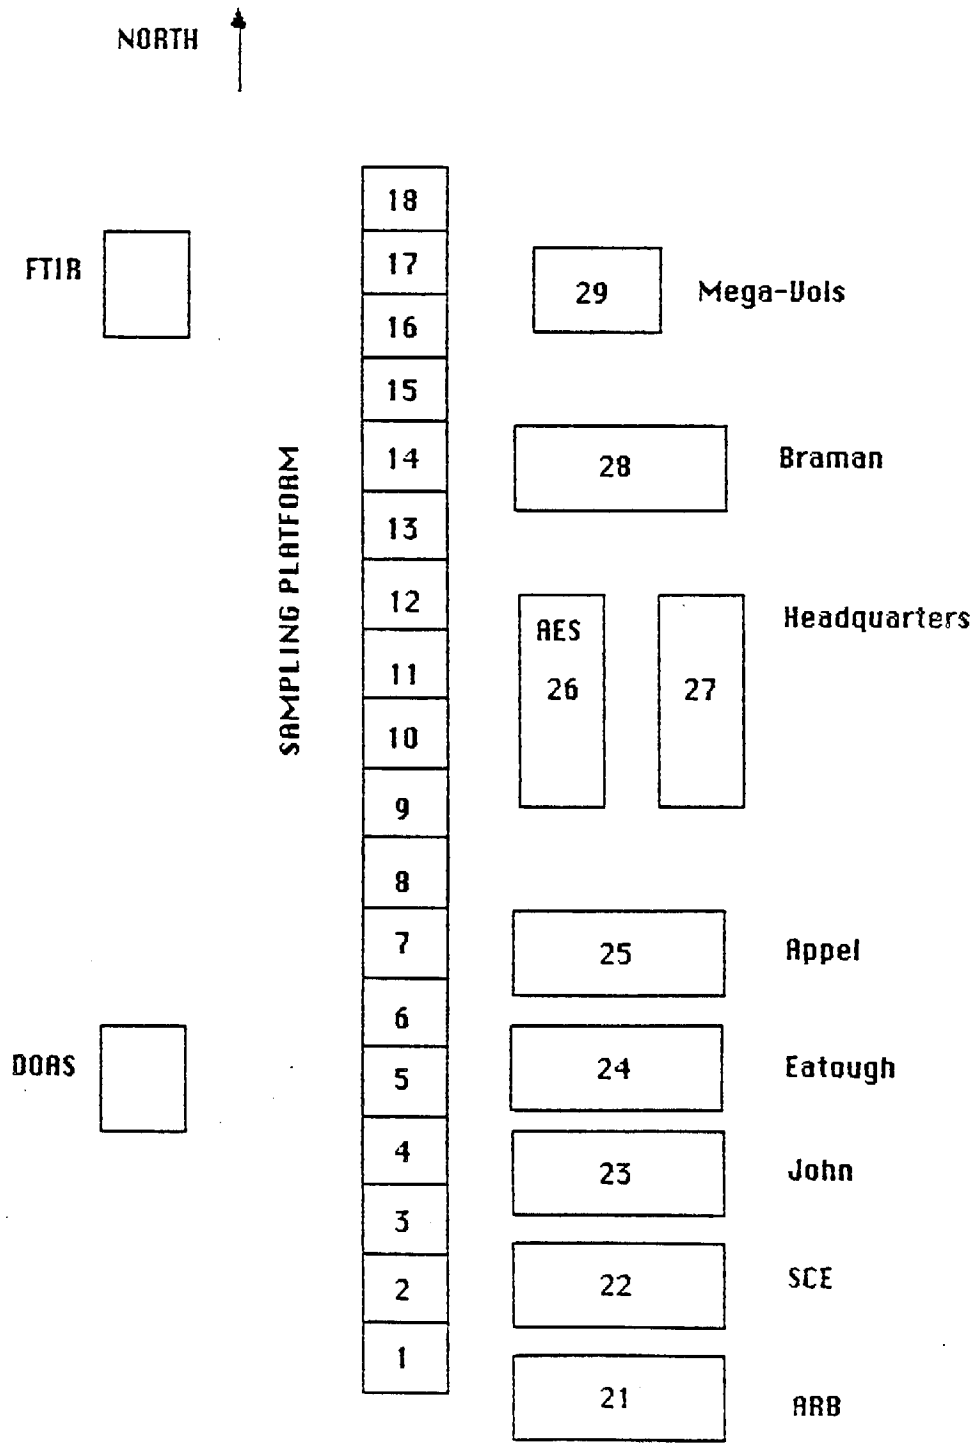 NORTH
18
FTIR
17
29 Mega-Vols
16
15
14
28 Braman
13
SAMPLING PLATFORM
12
AES
Headquarters
11
26
27
10
9
8
7
25 Appel
6
DOAS
5
24 Eatough
4
23 John
3
2
22 SCE
1
21 ARB